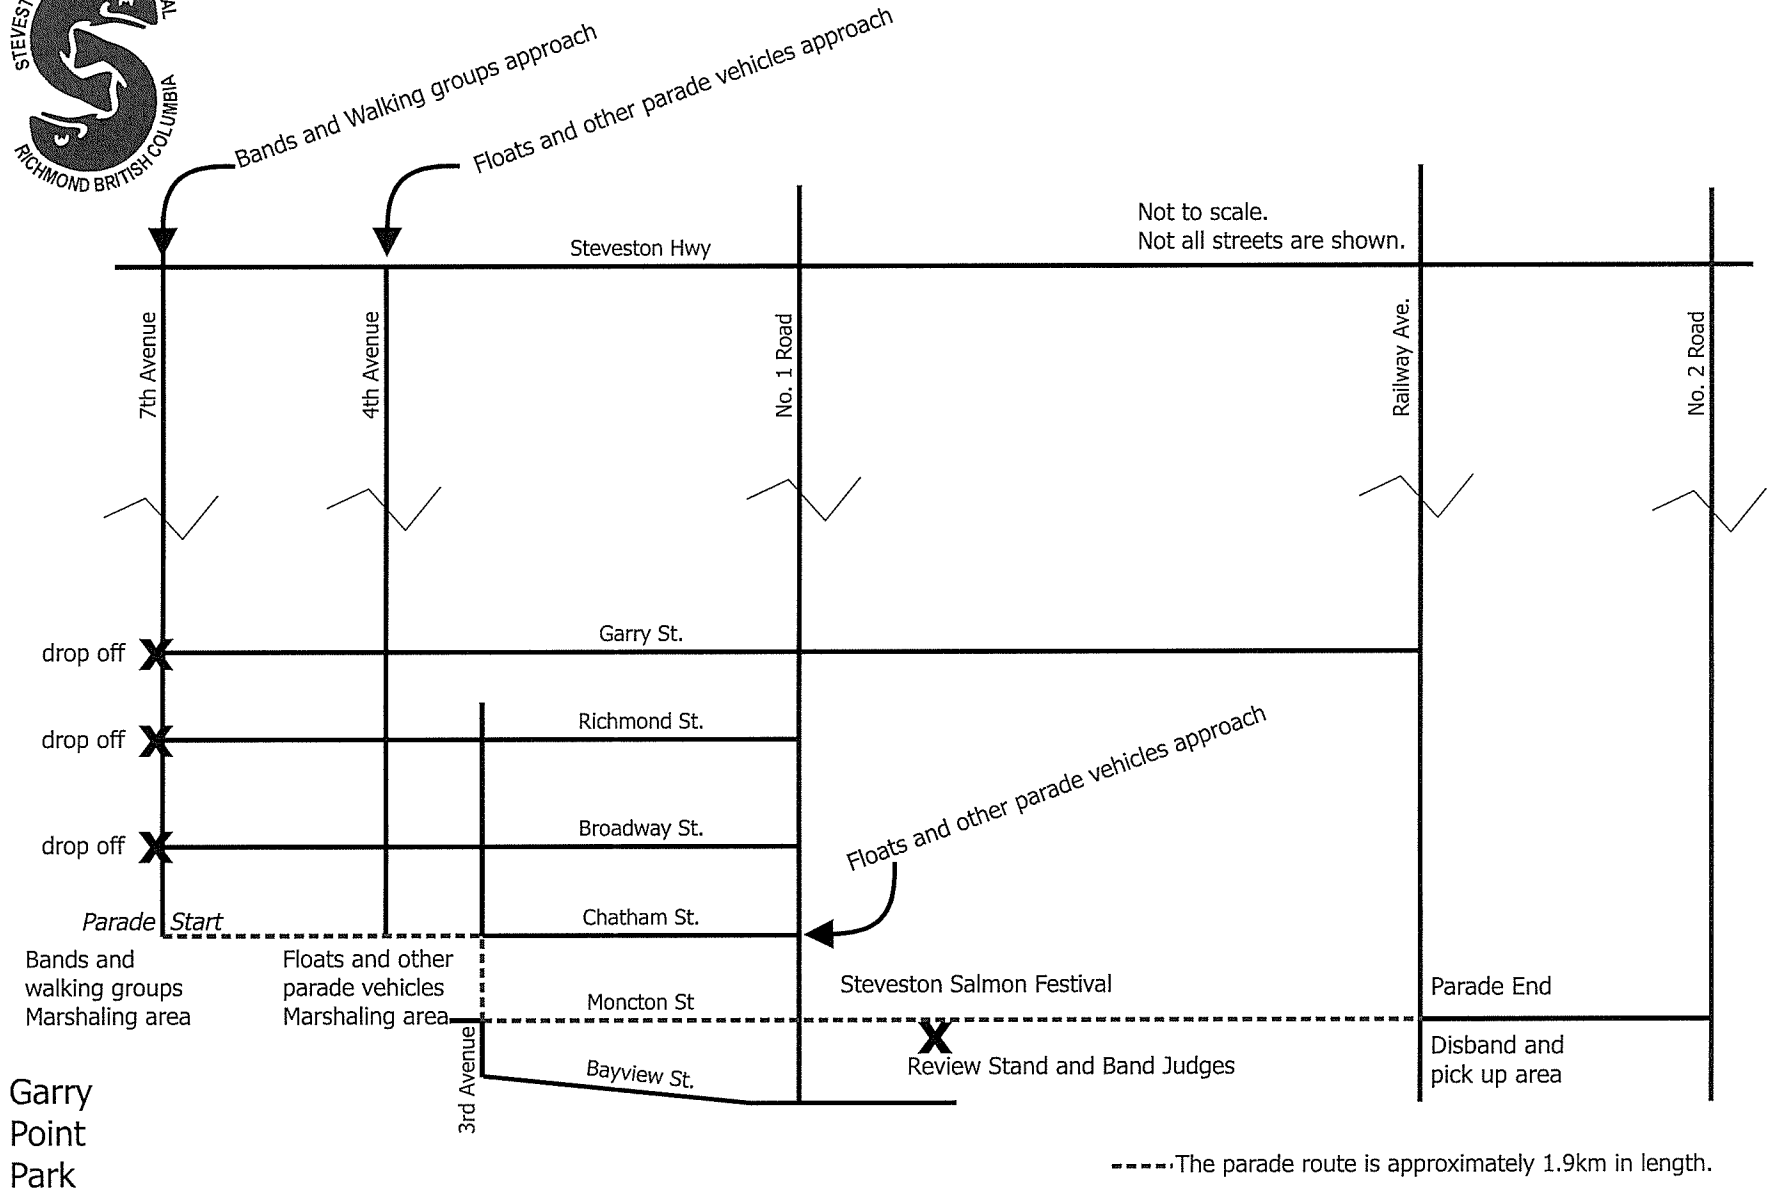 STEVEST
AL
RICHMOND BRITISH COLUMBIA
Bands and Walking groups approach
Floats and other parade vehicles approach
Not to scale.
Not all streets are shown.
Steveston Hwy
7th Avenue
4th Avenue
No. 1 Road
Railway Ave.
No. 2 Road
drop off X
Garry St.
drop off X
Richmond St.
Floats and other parade vehicles approach
drop off X
Broadway St.
Parade Start
Chatham St.
Bands and
walking groups
Marshaling area
Floats and other
parade vehicles
Marshaling area
Moncton St
Steveston Salmon Festival
Parade End
X
Review Stand and Band Judges
Disband and
pick up area
3rd Avenue
Bayview St.
Garry
Point
Park
The parade route is approximately 1.9km in length.